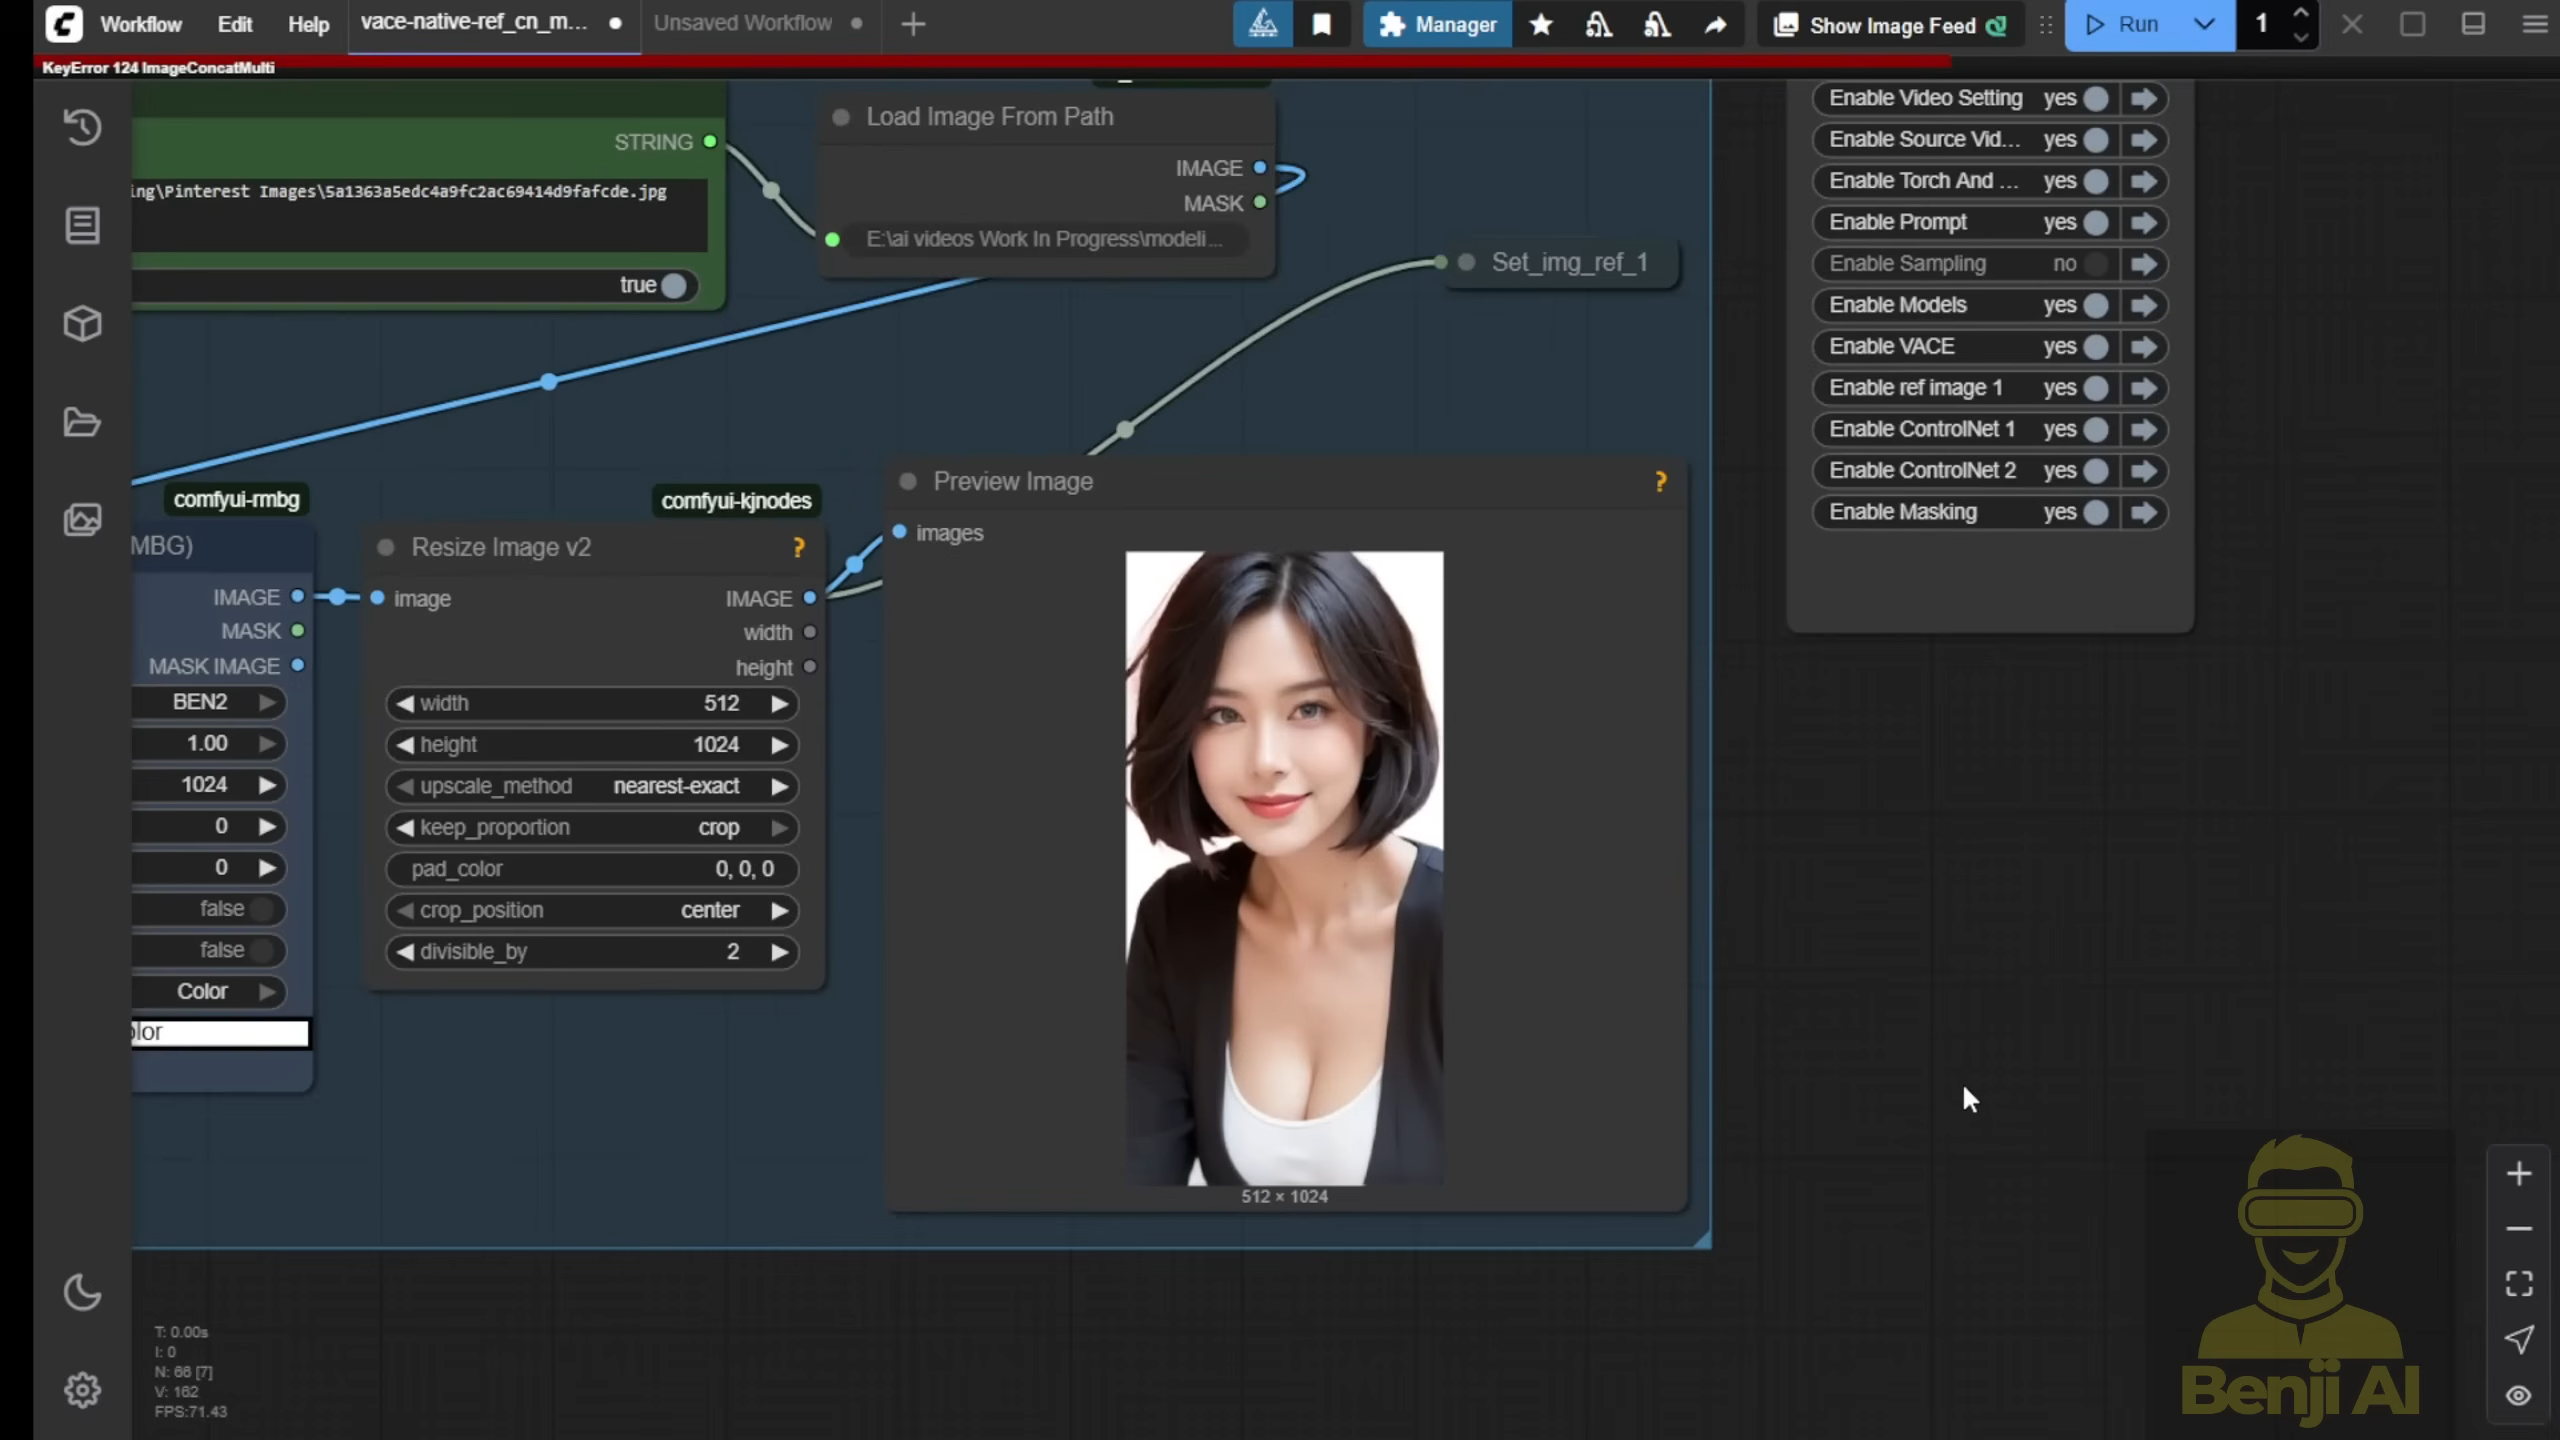 Workflow Edit Help vace-native-ref_cn_m... Unsaved Workflow Manager Show Image Feed Run 1
KeyError 124 ImageConcatMulti
STRING
ing\Pinterest Images\5a1363a5edc4a9fc2ac69414d9fafcde.jpg
true
Load Image From Path
IMAGE
MASK
E:\ai videos Work In Progress\modeli...
Set_img_ref_1
Enable Video Setting yes
Enable Source Vid... yes
Enable Torch And ... yes
Enable Prompt yes
Enable Sampling no
Enable Models yes
Enable VACE yes
Enable ref image 1 yes
Enable ControlNet 1 yes
Enable ControlNet 2 yes
Enable Masking yes
comfyui-rmbg
MBG)
IMAGE
MASK
MASK IMAGE
BEN2
1.00
1024
0
0
false
false
Color
olor
comfyui-kjnodes
Resize Image v2 ?
image IMAGE
width
height
width 512
height 1024
upscale_method nearest-exact
keep_proportion crop
pad_color 0, 0, 0
crop_position center
divisible_by 2
Preview Image ?
images
512 × 1024
T: 0.00s
I: 0
N: 66 [7]
V: 162
FPS:71.43
Benji AI